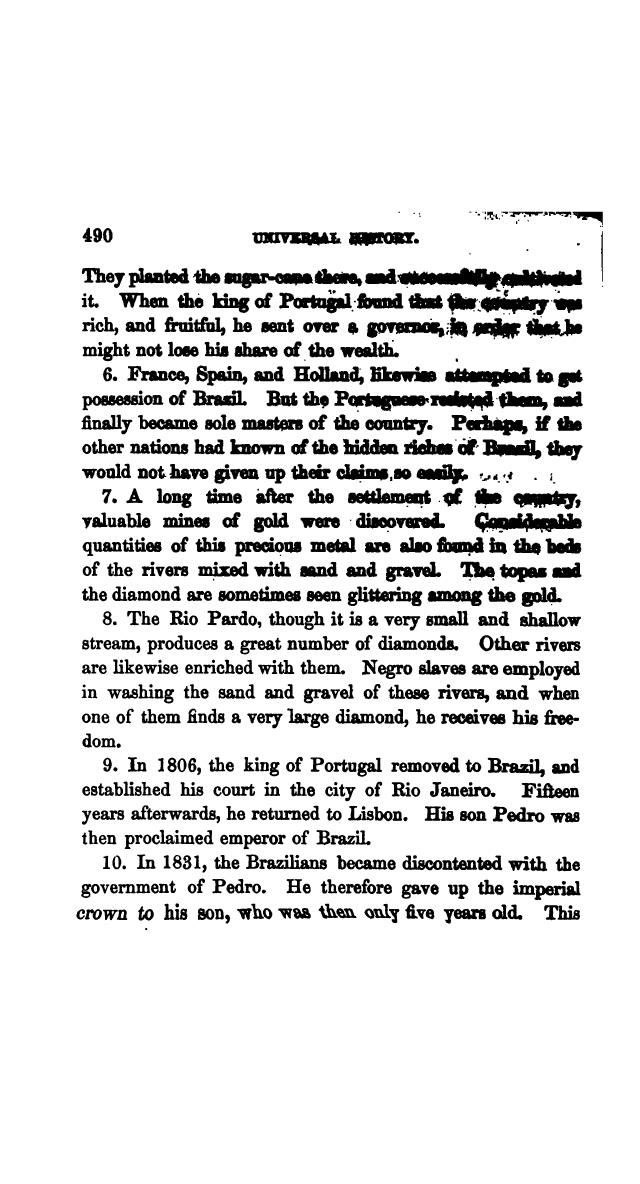 490 UNIVERSAL HISTORY.
They planted the sugar-cane there, and successfully cultivated
it. When the king of Portugal found that the country was
rich, and fruitful, he sent over a governor, in order that he
might not lose his share of the wealth.
6. France, Spain, and Holland, likewise attempted to get
possession of Brasil. But the Portuguese resisted them, and
finally became sole masters of the country. Perhaps, if the
other nations had known of the hidden riches of Brasil, they
would not have given up their claims so easily.
7. A long time after the settlement of the country,
valuable mines of gold were discovered. Considerable
quantities of this precious metal are also found in the beds
of the rivers mixed with sand and gravel. The topaz and
the diamond are sometimes seen glittering among the gold.
8. The Rio Pardo, though it is a very small and shallow
stream, produces a great number of diamonds. Other rivers
are likewise enriched with them. Negro slaves are employed
in washing the sand and gravel of these rivers, and when
one of them finds a very large diamond, he receives his free-
dom.
9. In 1806, the king of Portugal removed to Brazil, and
established his court in the city of Rio Janeiro. Fifteen
years afterwards, he returned to Lisbon. His son Pedro was
then proclaimed emperor of Brazil.
10. In 1831, the Brazilians became discontented with the
government of Pedro. He therefore gave up the imperial
crown to his son, who was then only five years old. This